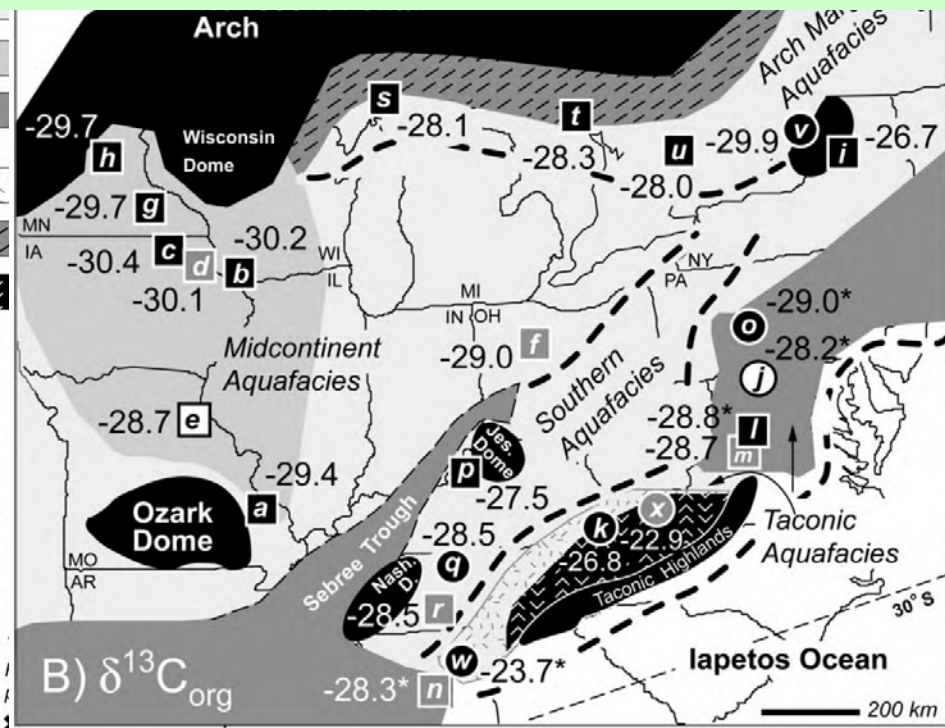 Arch
Arch Mar
Aquafacies
-29.7
h
Wisconsin
Dome
s
-28.1
t
-28.3
u
-28.0
-29.9
v
i
-26.7
-29.7
g
MN
IA
c
d
-30.4
-30.1
b
-30.2
WI
IL
MI
IN
OH
NY
PA
Midcontinent
Aquafacies
-29.0
f
Southern
Aquafacies
o
-29.0*
-28.2*
j
-28.8*
-28.7
l
m
-28.7
e
-29.4
a
Ozark
Dome
MO
AR
Jes.
Dome
p
-27.5
Sebree Trough
-28.5
q
Nash.
D.
-28.5
r
k
-26.8
x
-22.9
Taconic Highlands
Taconic
Aquafacies
30° S
w
-23.7*
-28.3*
n
Iapetos Ocean
B) δ¹³Corg
200 km